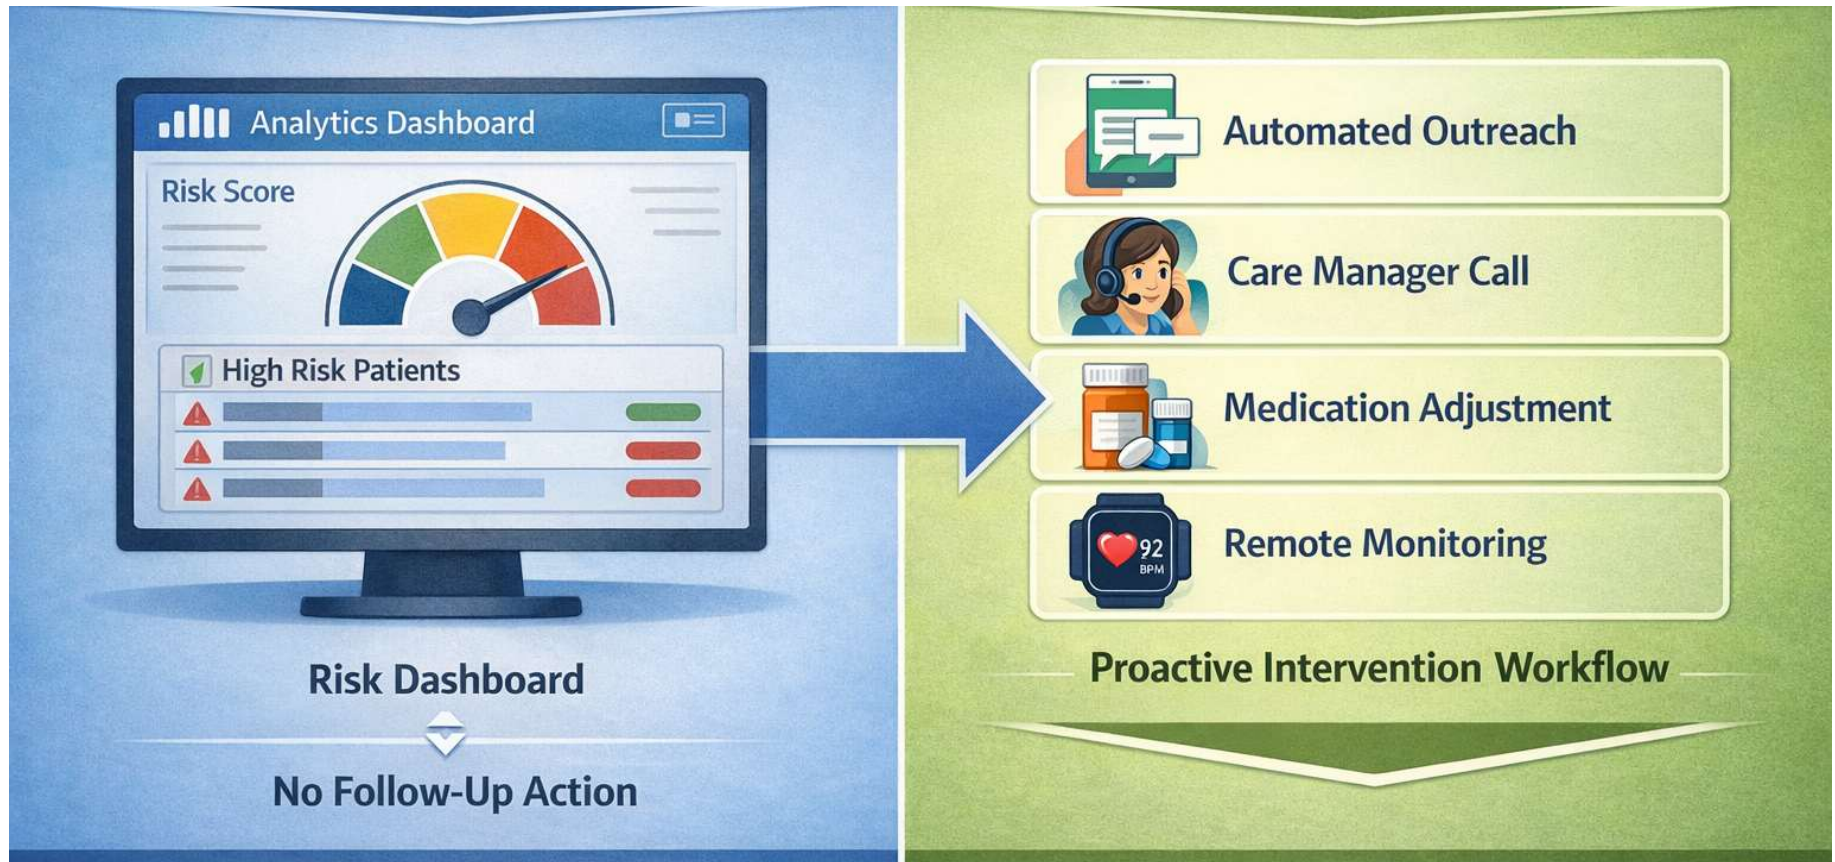 Analytics Dashboard
Risk Score
High Risk Patients
Risk Dashboard
No Follow-Up Action
Automated Outreach
Care Manager Call
Medication Adjustment
92
BPM
Remote Monitoring
Proactive Intervention Workflow